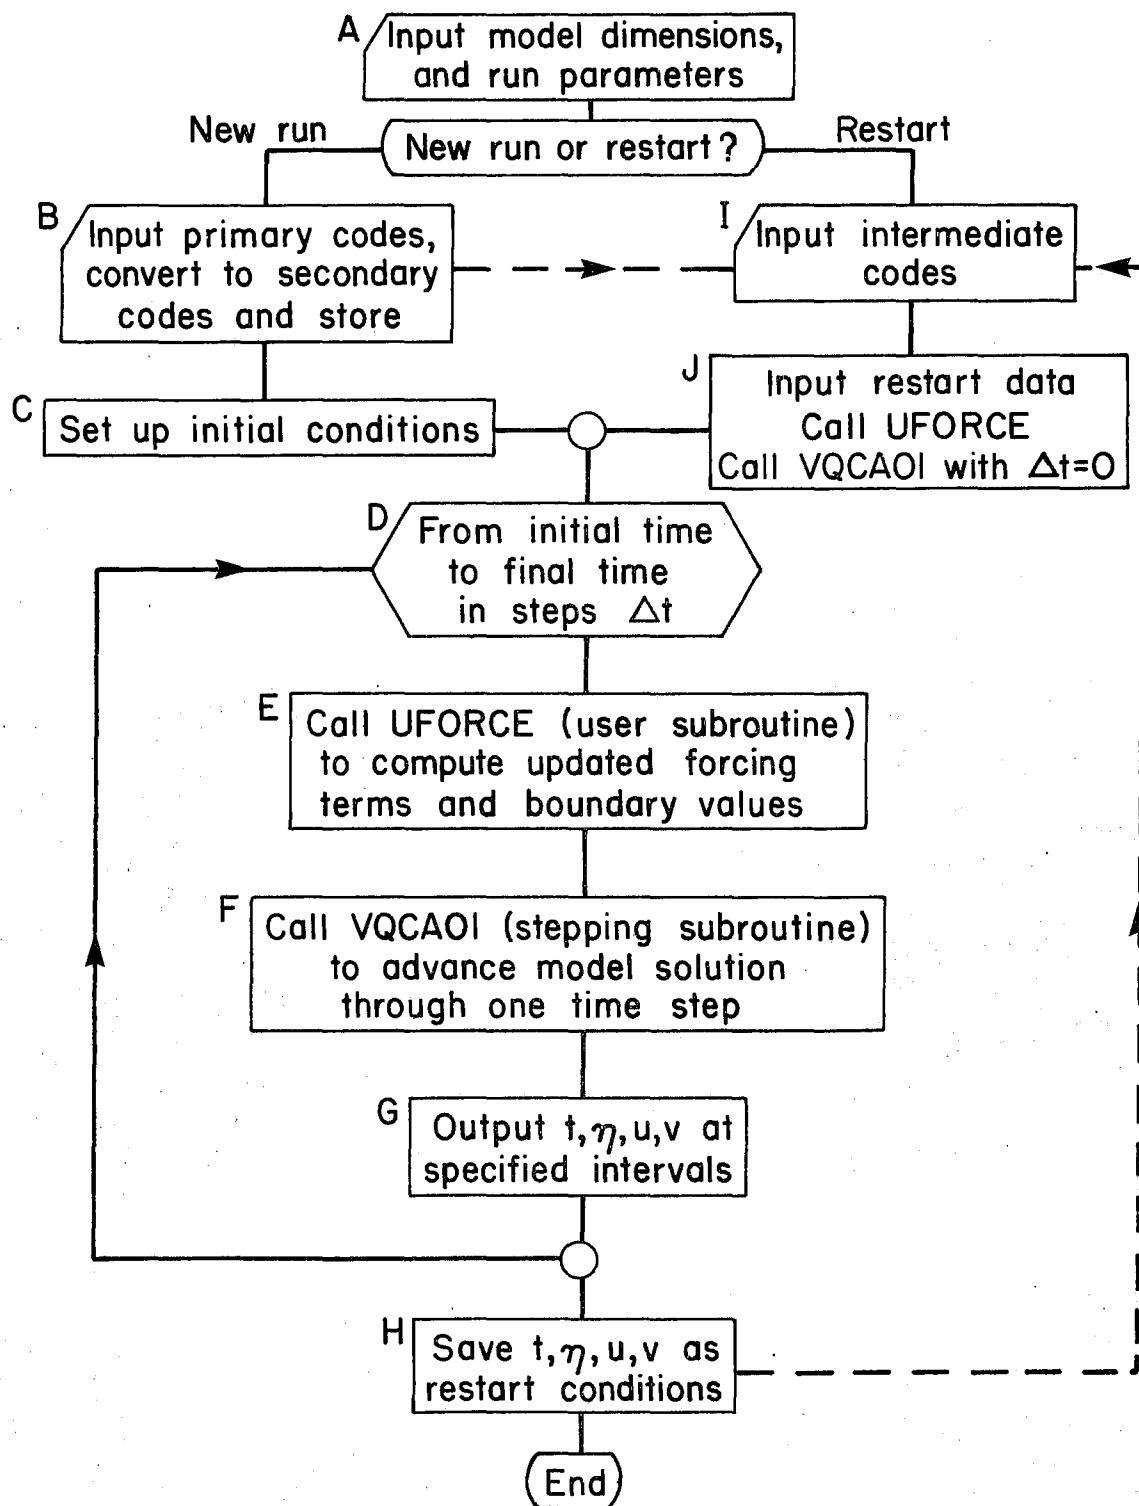 A
Input model dimensions,
and run parameters
New run
New run or restart?
Restart
B
Input primary codes,
convert to secondary
codes and store
I
Input intermediate
codes
C
Set up initial conditions
J
Input restart data
Call UFORCE
Call VQCAO1 with Δt=0
D
From initial time
to final time
in steps Δt
E
Call UFORCE (user subroutine)
to compute updated forcing
terms and boundary values
F
Call VQCAO1 (stepping subroutine)
to advance model solution
through one time step
G
Output t,η,u,v at
specified intervals
H
Save t,η,u,v as
restart conditions
End